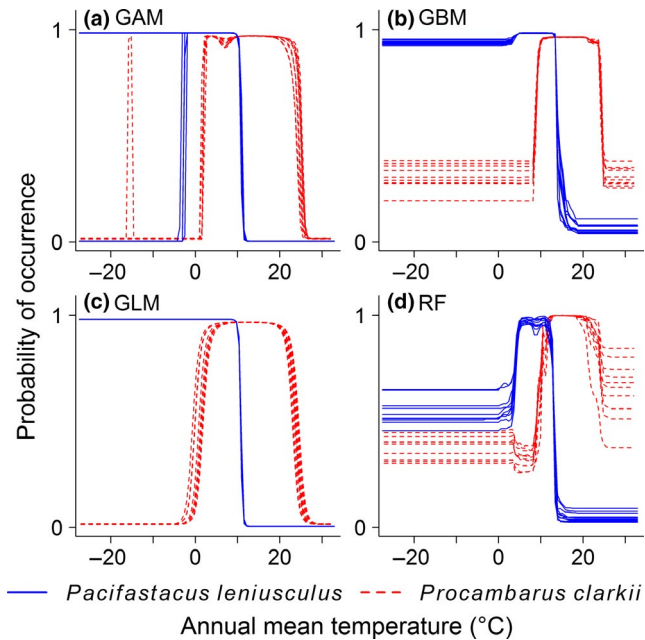 (a) GAM
(b) GBM
1
1
0
0
−20 0 20
−20 0 20
(c) GLM
(d) RF
1
1
0
0
−20 0 20
−20 0 20
Probability of occurrence
Pacifastacus leniusculus
Procambarus clarkii
Annual mean temperature (°C)